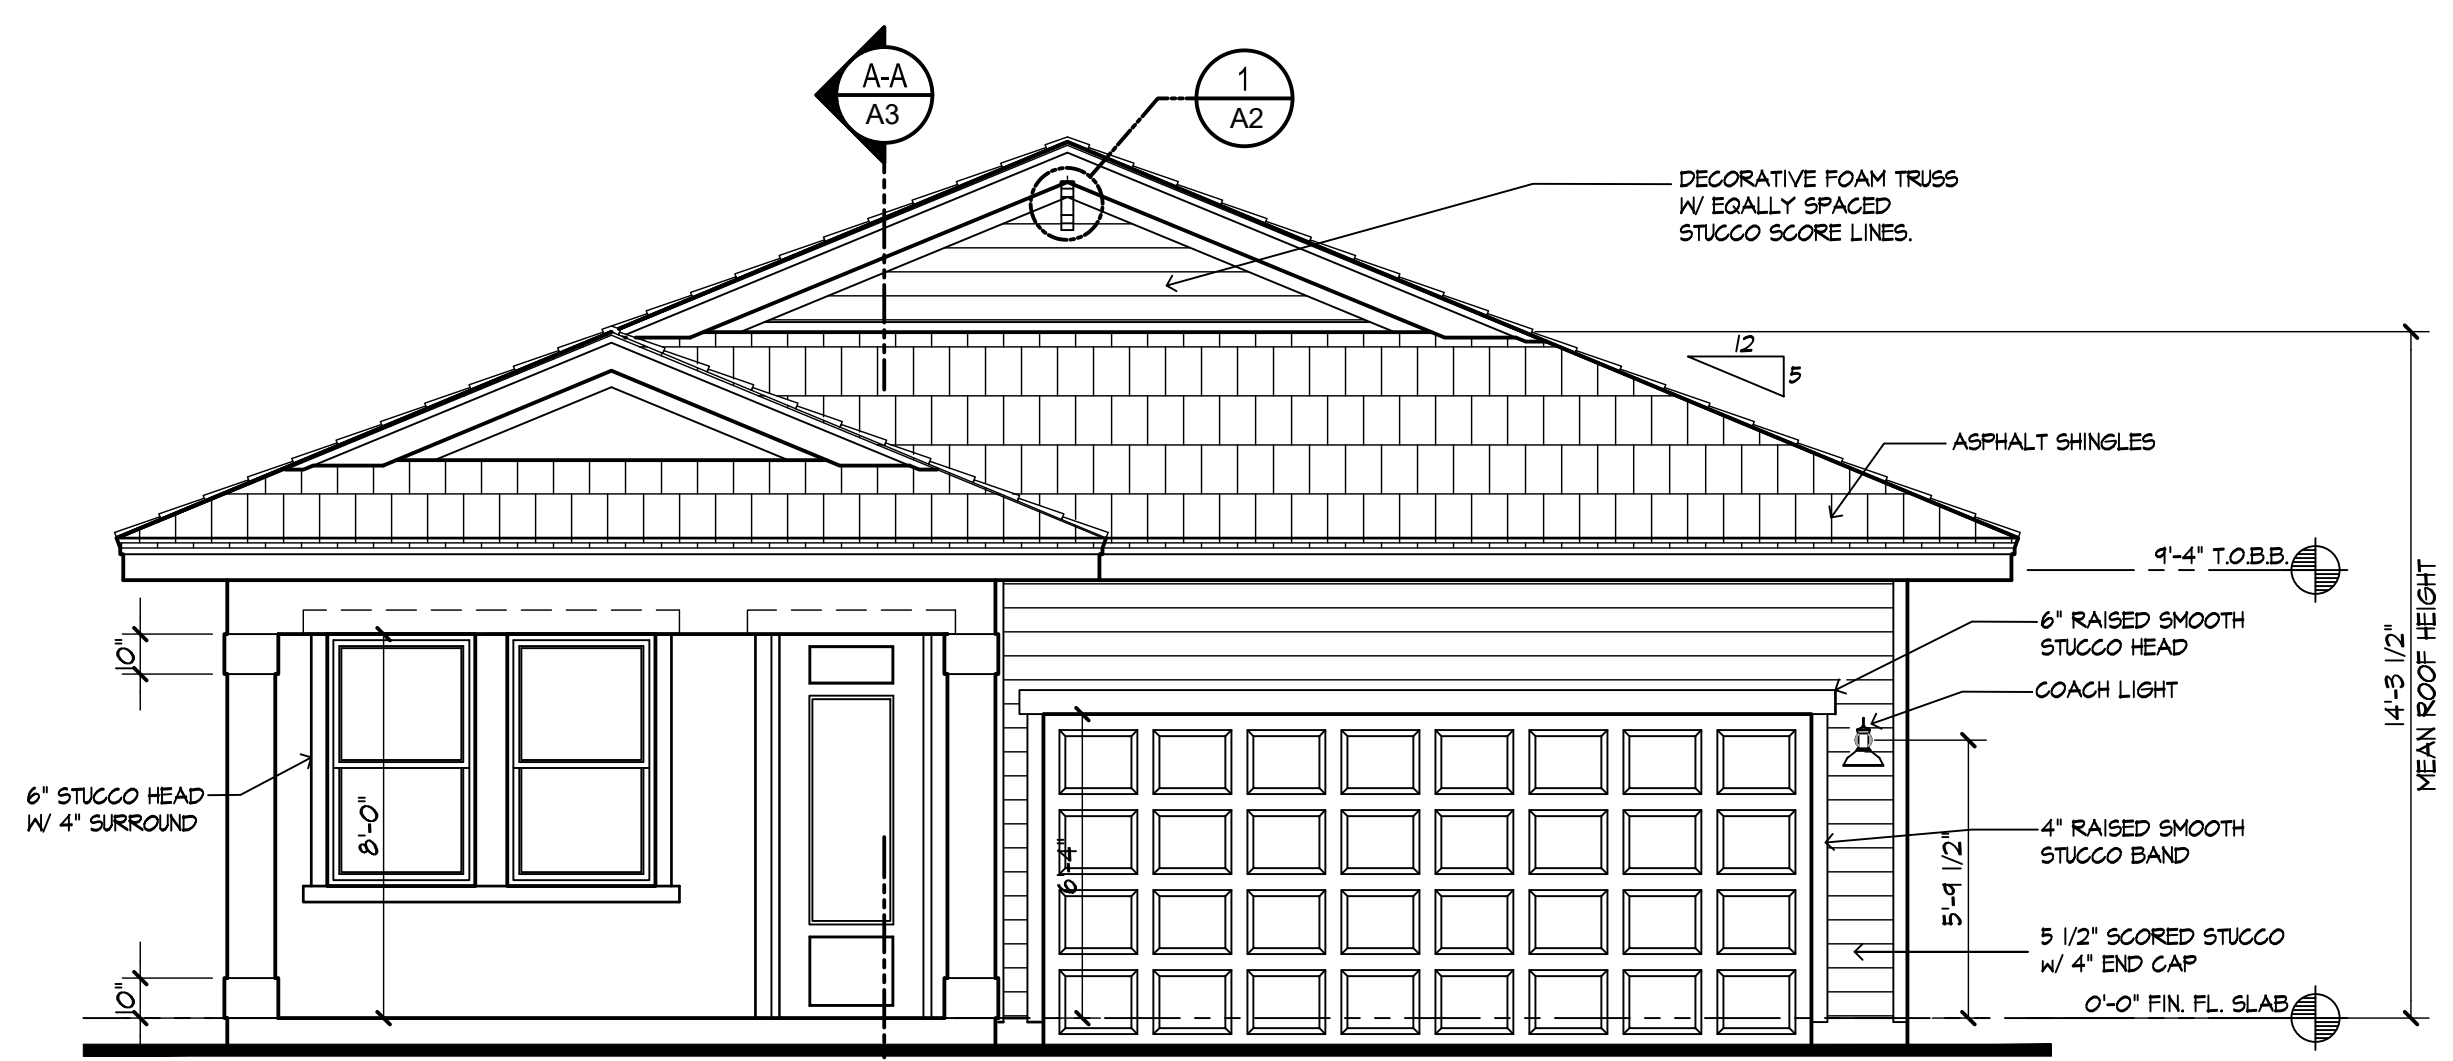 A-A
A3
1
A2
DECORATIVE FOAM TRUSS
W/ EQALLY SPACED
STUCCO SCORE LINES.
12
5
ASPHALT SHINGLES
9'-4" T.O.B.B.
6" RAISED SMOOTH
STUCCO HEAD
COACH LIGHT
14'-3 1/2"
MEAN ROOF HEIGHT
10"
6" STUCCO HEAD
W/ 4" SURROUND
8'-0"
6'-4"
4" RAISED SMOOTH
STUCCO BAND
5'-9 1/2"
5 1/2" SCORED STUCCO
W/ 4" END CAP
10"
0'-0" FIN. FL. SLAB